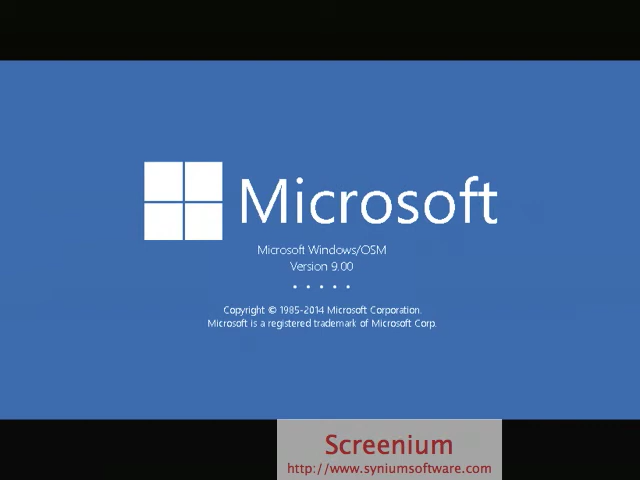 Microsoft
Microsoft Windows/OSM
Version 9.00
Copyright © 1985-2014 Microsoft Corporation.
Microsoft is a registered trademark of Microsoft Corp.
Screenium
http://www.syniumsoftware.com